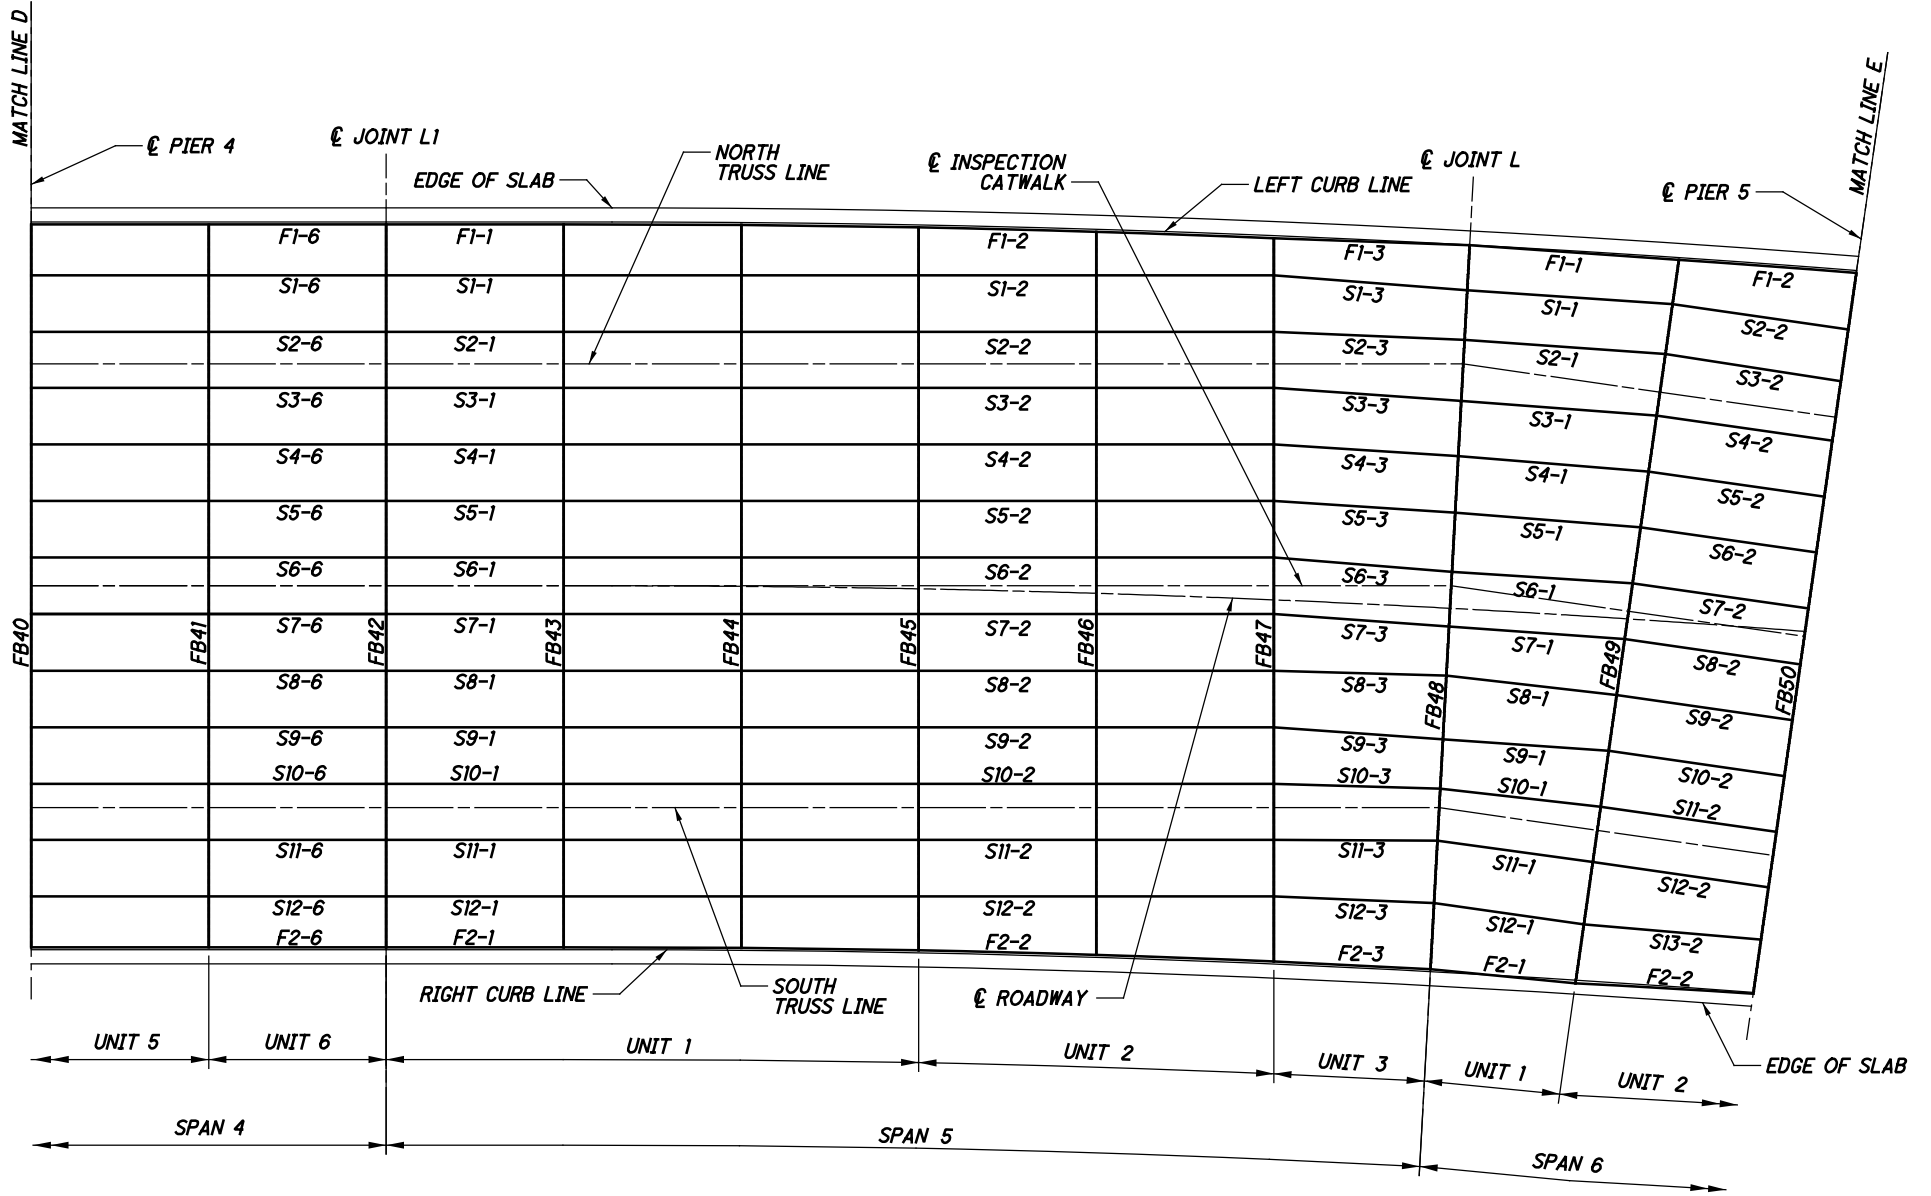 MATCH LINE D
MATCH LINE E
℄ PIER 4
℄ JOINT L1
EDGE OF SLAB
NORTH
TRUSS LINE
℄ INSPECTION
CATWALK
LEFT CURB LINE
℄ JOINT L
℄ PIER 5
F1-6
F1-1
F1-2
F1-3
F1-1
F1-2
S1-6
S1-1
S1-2
S1-3
S1-1
S2-2
S2-6
S2-1
S2-2
S2-3
S2-1
S3-2
S3-6
S3-1
S3-2
S3-3
S3-1
S4-2
S4-6
S4-1
S4-2
S4-3
S4-1
S5-2
S5-6
S5-1
S5-2
S5-3
S5-1
S6-2
S6-6
S6-1
S6-2
S6-3
S6-1
S7-2
S7-6
S7-1
S7-2
S7-3
S7-1
S8-2
FB40
FB41
FB42
FB43
FB44
FB45
FB46
FB47
FB48
FB49
FB50
S8-6
S8-1
S8-2
S8-3
S8-1
S9-2
S9-6
S9-1
S9-2
S9-3
S9-1
S10-2
S10-6
S10-1
S10-2
S10-3
S10-1
S11-2
S11-6
S11-1
S11-2
S11-3
S11-1
S12-2
S12-6
S12-1
S12-2
S12-3
S12-1
S13-2
F2-6
F2-1
F2-2
F2-3
F2-1
F2-2
RIGHT CURB LINE
SOUTH
TRUSS LINE
℄ ROADWAY
EDGE OF SLAB
UNIT 5
UNIT 6
UNIT 1
UNIT 2
UNIT 3
UNIT 1
UNIT 2
SPAN 4
SPAN 5
SPAN 6